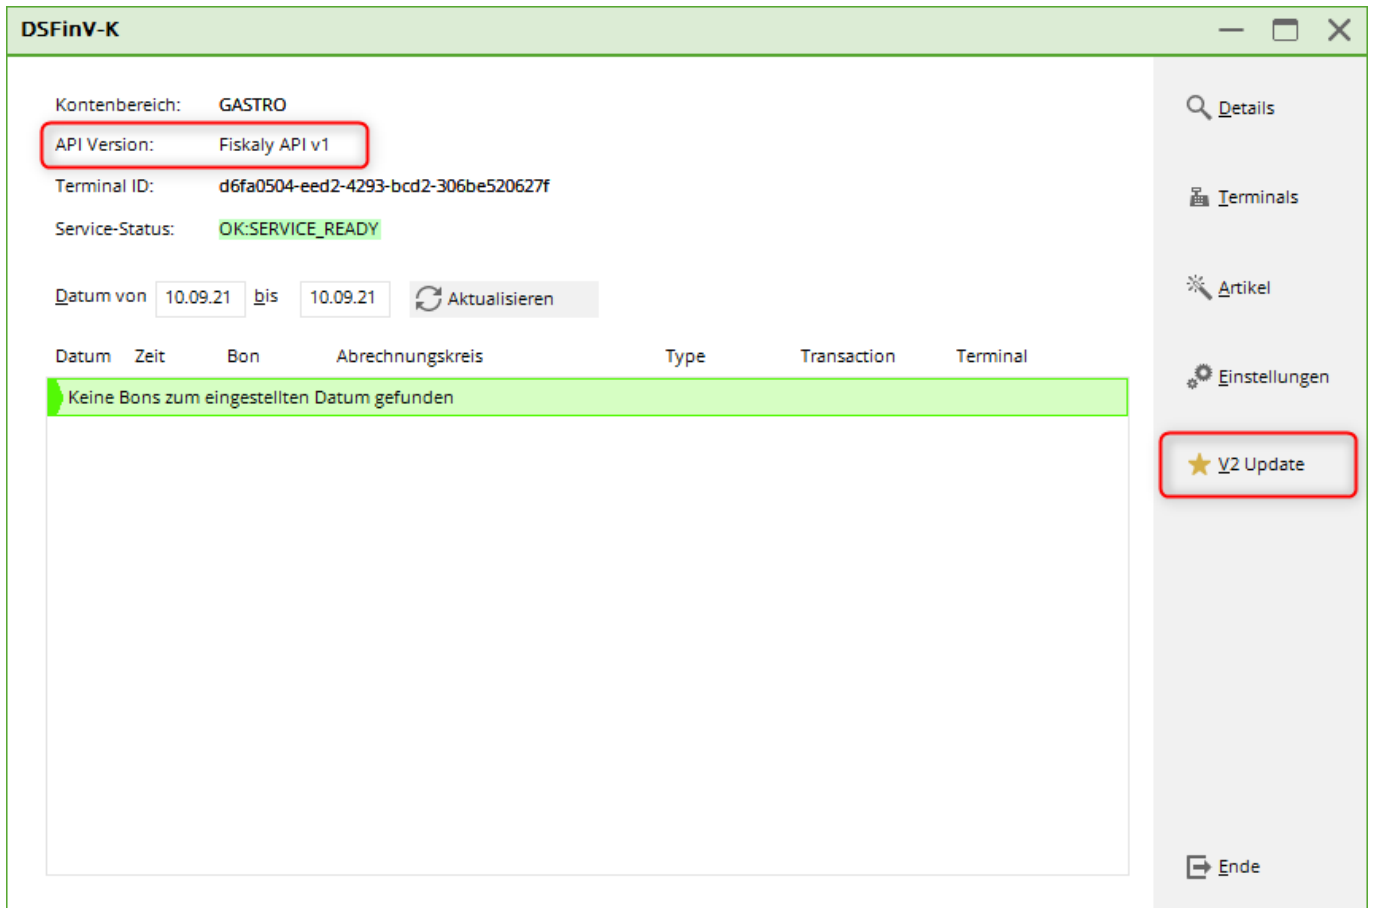 DSFinV-K
Kontenbereich: GASTRO
API Version: Fiskaly API v1
Terminal ID: d6fa0504-eed2-4293-bcd2-306be520627f
Service-Status: OK:SERVICE_READY
Datum von 10.09.21 bis 10.09.21 Aktualisieren
Datum Zeit Bon Abrechnungskreis Type Transaction Terminal
Keine Bons zum eingestellten Datum gefunden
Details
Terminals
Artikel
Einstellungen
V2 Update
Ende